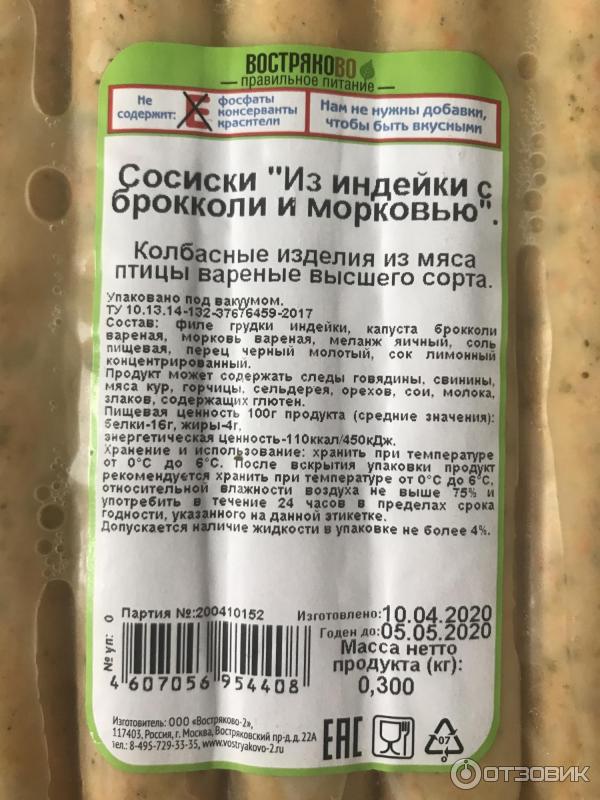 ВОСТРЯКОВО
правильное питание
Не содержит:
Е
фосфаты
консерванты
красители
Нам не нужны добавки,
чтобы быть вкусными
Сосиски "Из индейки с
брокколи и морковью".
Колбасные изделия из мяса
птицы вареные высшего сорта.
Упаковано под вакуумом.
ТУ 10.13.14-132-37676459-2017
Состав: филе грудки индейки, капуста брокколи
вареная, морковь вареная, меланж яичный, соль
пищевая, перец черный молотый, сок лимонный
концентрированный.
Продукт может содержать следы говядины, свинины,
мяса кур, горчицы, сельдерея, орехов, сои, молока,
злаков, содержащих глютен.
Пищевая ценность 100г продукта (средние значения):
белки-16г, жиры-4г,
энергетическая ценность-110ккал/450кДж.
Хранение и использование: хранить при температуре
от 0°С до 6°С. После вскрытия упаковки продукт
рекомендуется хранить при температуре от 0°С до 6°С,
относительной влажности воздуха не выше 75% и
употребить в течение 24 часов в пределах срока
годности, указанного на данной этикетке.
Допускается наличие жидкости в упаковке не более 4%.
№ уп: 0
Партия №:200410152
4 607056 954408
Изготовлено:10.04.2020
Годен до:05.05.2020
Масса нетто
продукта (кг):
0,300
Изготовитель: ООО «Востряково-2»,
117403, Россия, г. Москва, Востряковский пр-д, д. 22А
тел.: 8-495-729-33-35, www.vostryakovo-2.ru
ЕАС
07
ОТЗОВИК